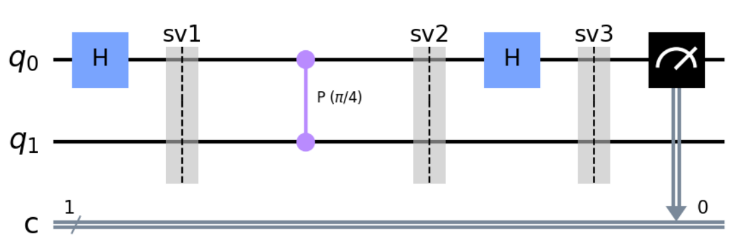 sv1 sv2 sv3
q0 H H
P (π/4)
q1
1 0
c